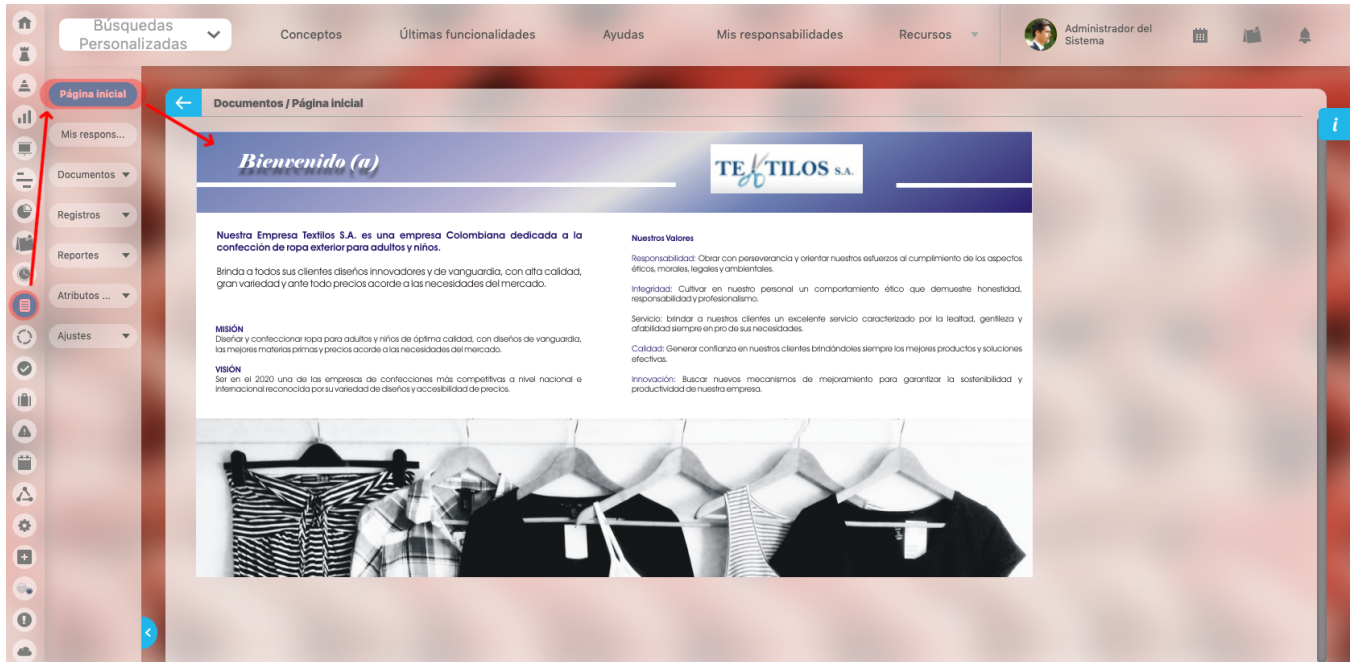 Búsquedas
Personalizadas
Conceptos
Últimas funcionalidades
Ayudas
Mis responsabilidades
Recursos
Administrador del
Sistema
Página inicial
Mis respons...
Documentos
Registros
Reportes
Atributos ...
Ajustes
Documentos / Página inicial
i
Bienvenido (a)
TEXTILOS S.A.
Nuestra Empresa Textilos S.A. es una empresa Colombiana dedicada a la
confección de ropa exterior para adultos y niños.
Brinda a todos sus clientes diseños innovadores y de vanguardia, con alta calidad,
gran variedad y ante todo precios acorde a las necesidades del mercado.
MISIÓN
Diseñar y confeccionar ropa para adultos y niños de óptima calidad, con diseños de vanguardia,
las mejores materias primas y precios acorde a las necesidades del mercado.
VISIÓN
Ser en el 2020 una de las empresas de confecciones más competitivas a nivel nacional e
internacional reconocida por su variedad de diseños y accesibilidad de precios.
Nuestros Valores
Responsabilidad: Obrar con perseverancia y orientar nuestros esfuerzos al cumplimiento de los aspectos
éticos, morales, legales y ambientales.
Integridad: Cultivar en nuestro personal un comportamiento ético que demuestre honestidad,
responsabilidad y profesionalismo.
Servicio: brindar a nuestros clientes un excelente servicio caracterizado por la lealtad, gentileza y
afabilidad siempre en pro de sus necesidades.
Calidad: Generar confianza en nuestros clientes brindándoles siempre los mejores productos y soluciones
efectivas.
Innovación: Buscar nuevos mecanismos de mejoramiento para garantizar la sostenibilidad y
productividad de nuestra empresa.